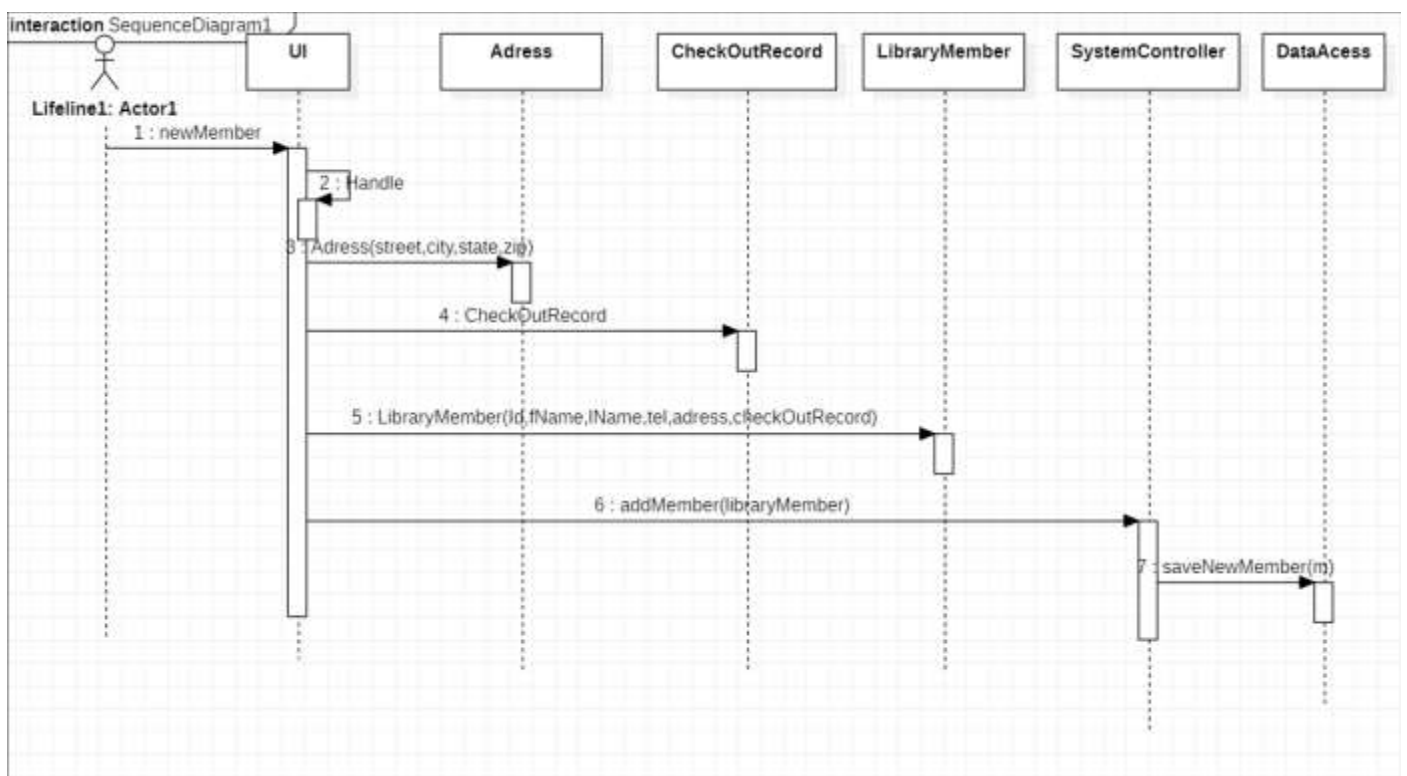 interaction SequenceDiagram1
UI
Adress
CheckOutRecord
LibraryMember
SystemController
DataAcess
Lifeline1: Actor1
1 : newMember
2 : Handle
3 : Adress(street,city,state,zip)
4 : CheckOutRecord
5 : LibraryMember(Id,fName,lName,tel,adress,checkOutRecord)
6 : addMember(libraryMember)
7 : saveNewMember(m)